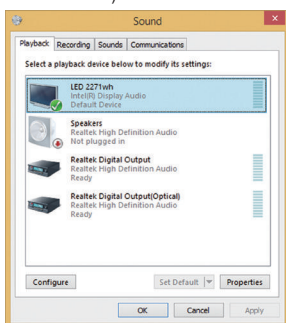 Sound
Playback Recording Sounds Communications
Select a playback device below to modify its settings:
LED 2271wh
Intel(R) Display Audio
Default Device
Speakers
Realtek High Definition Audio
Not plugged in
Realtek Digital Output
Realtek High Definition Audio
Ready
Realtek Digital Output(Optical)
Realtek High Definition Audio
Ready
Configure Set Default Properties
OK Cancel Apply